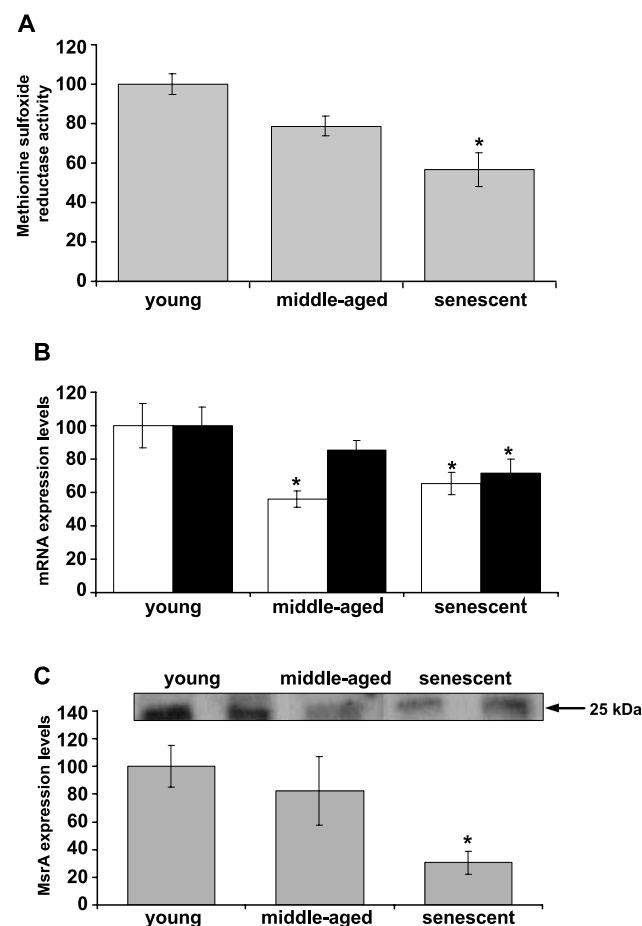 A
Methionine sulfoxide
reductase activity
120
100
80
60
40
20
0
*
young middle-aged senescent
B
mRNA expression levels
120
100
80
60
40
20
0
* * *
young middle-aged senescent
C
young middle-aged senescent
25 kDa
MsrA expression levels
140
120
100
80
60
40
20
0
*
young middle-aged senescent